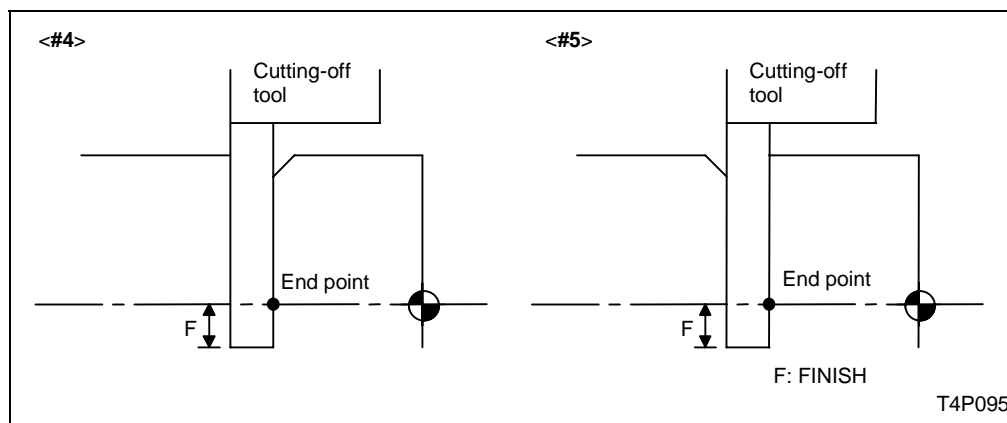 <#4>
Cutting-off
tool
End point
F
<#5>
Cutting-off
tool
End point
F
F: FINISH
T4P095